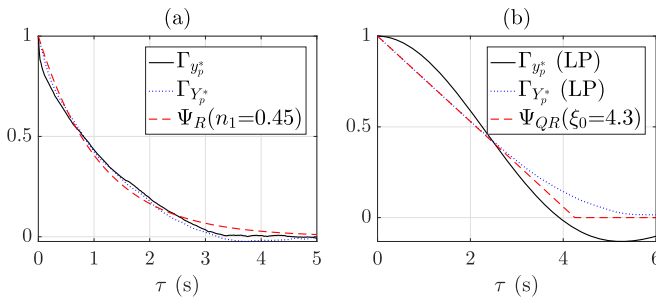 (a)
1
0.5
0
0 1 2 3 4 5
τ (s)
Γ_{y_p^*}
Γ_{Y_p^*}
Ψ_R(n_1=0.45)
(b)
1
0.5
0
0 2 4 6
τ (s)
Γ_{y_p^*} (LP)
Γ_{Y_p^*} (LP)
Ψ_{QR}(ξ_0=4.3)